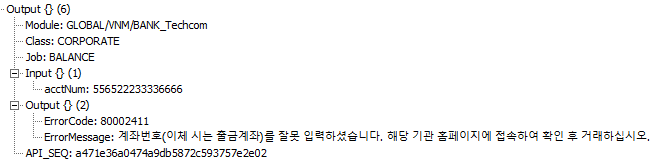 Output {} (6)
Module: GLOBAL/VNM/BANK_Techcom
Class: CORPORATE
Job: BALANCE
Input {} (1)
acctNum: 556522233336666
Output {} (2)
ErrorCode: 80002411
ErrorMessage: 계좌번호(이체 시는 출금계좌)를 잘못 입력하셨습니다. 해당 기관 홈페이지에 접속하여 확인 후 거래하십시오.
API_SEQ: a471e36a0474a9db5872c593757e2e02